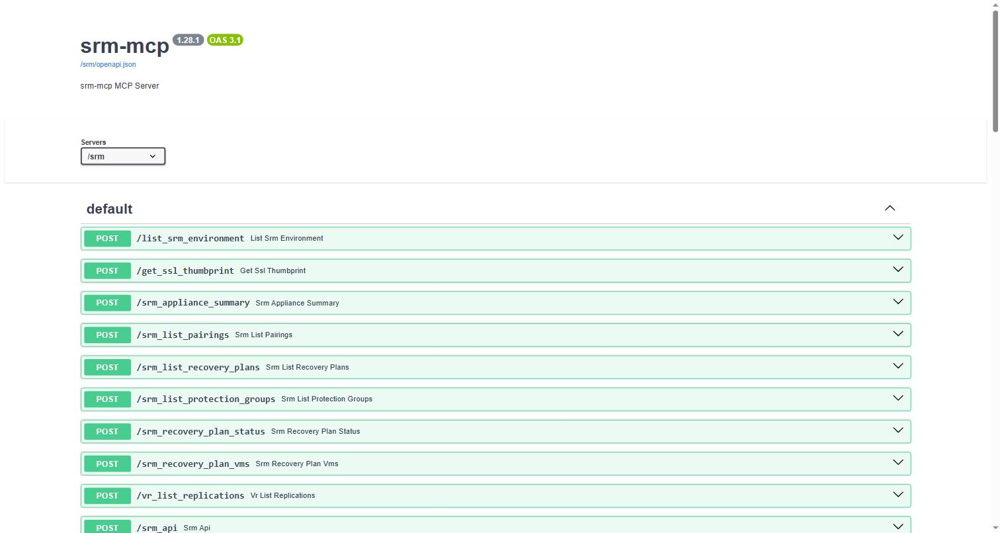 srm-mcp 1.28.1 OAS 3.1
/srm/openapi.json
srm-mcp MCP Server
Servers
/srm
default
POST /list_srm_environment List Srm Environment
POST /get_ssl_thumbprint Get Ssl Thumbprint
POST /srm_appliance_summary Srm Appliance Summary
POST /srm_list_pairings Srm List Pairings
POST /srm_list_recovery_plans Srm List Recovery Plans
POST /srm_list_protection_groups Srm List Protection Groups
POST /srm_recovery_plan_status Srm Recovery Plan Status
POST /srm_recovery_plan_vms Srm Recovery Plan Vms
POST /vr_list_replications Vr List Replications
POST /srm_api Srm Api